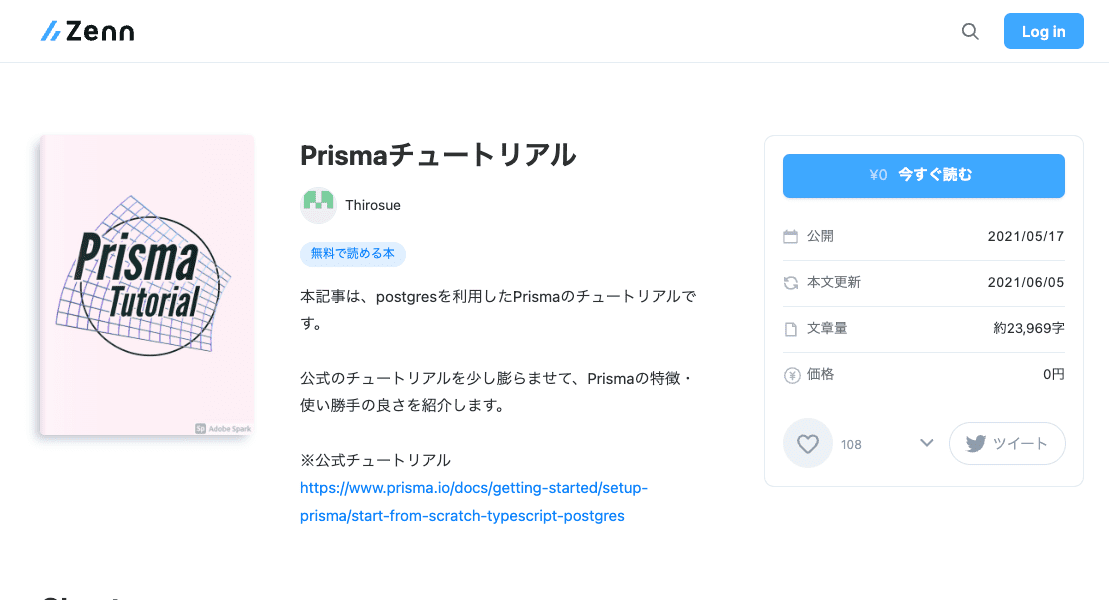 Zenn
Log in
Prisma
Tutorial
Sp Adobe Spark
Prismaチュートリアル
Thirosue
無料で読める本
本記事は、postgresを利用したPrismaのチュートリアルで
す。
公式のチュートリアルを少し膨らませて、Prismaの特徴・
使い勝手の良さを紹介します。
※公式チュートリアル
https://www.prisma.io/docs/getting-started/setup-
prisma/start-from-scratch-typescript-postgres
¥0 今すぐ読む
公開 2021/05/17
本文更新 2021/06/05
文章量 約23,969字
価格 0円
108 ツイート